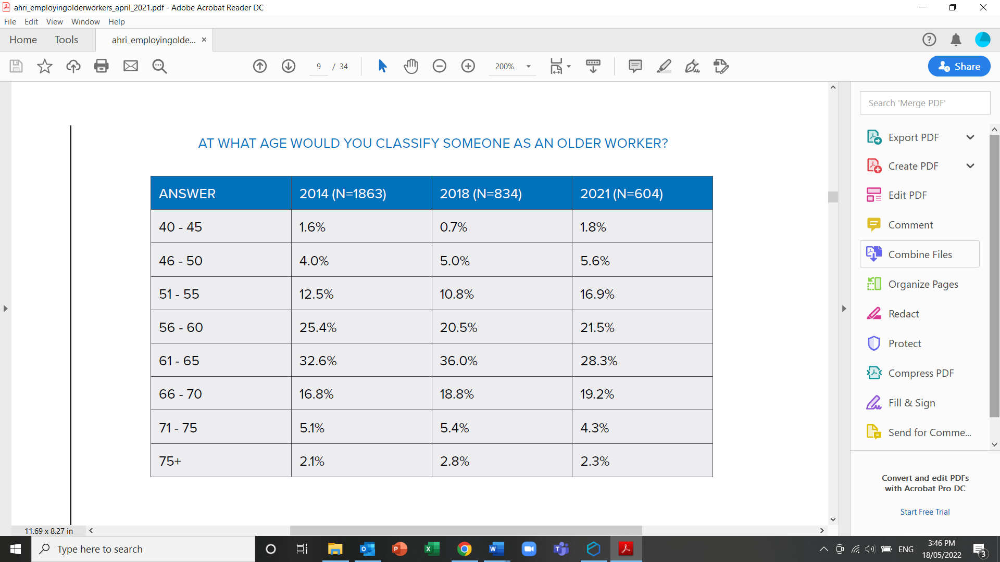 ahri_employingolderworkers_april_2021.pdf - Adobe Acrobat Reader DC
File Edit View Window Help
Home Tools ahri_employingolde... ×
9 / 34 200% Share
Search 'Merge PDF'
Export PDF
Create PDF
Edit PDF
Comment
Combine Files
Organize Pages
Redact
Protect
Compress PDF
Fill & Sign
Send for Comme...
Convert and edit PDFs
with Acrobat Pro DC
Start Free Trial
AT WHAT AGE WOULD YOU CLASSIFY SOMEONE AS AN OLDER WORKER?
ANSWER 2014 (N=1863) 2018 (N=834) 2021 (N=604)
40 - 45 1.6% 0.7% 1.8%
46 - 50 4.0% 5.0% 5.6%
51 - 55 12.5% 10.8% 16.9%
56 - 60 25.4% 20.5% 21.5%
61 - 65 32.6% 36.0% 28.3%
66 - 70 16.8% 18.8% 19.2%
71 - 75 5.1% 5.4% 4.3%
75+ 2.1% 2.8% 2.3%
11.69 x 8.27 in
Type here to search
ENG
3:46 PM
18/05/2022
3